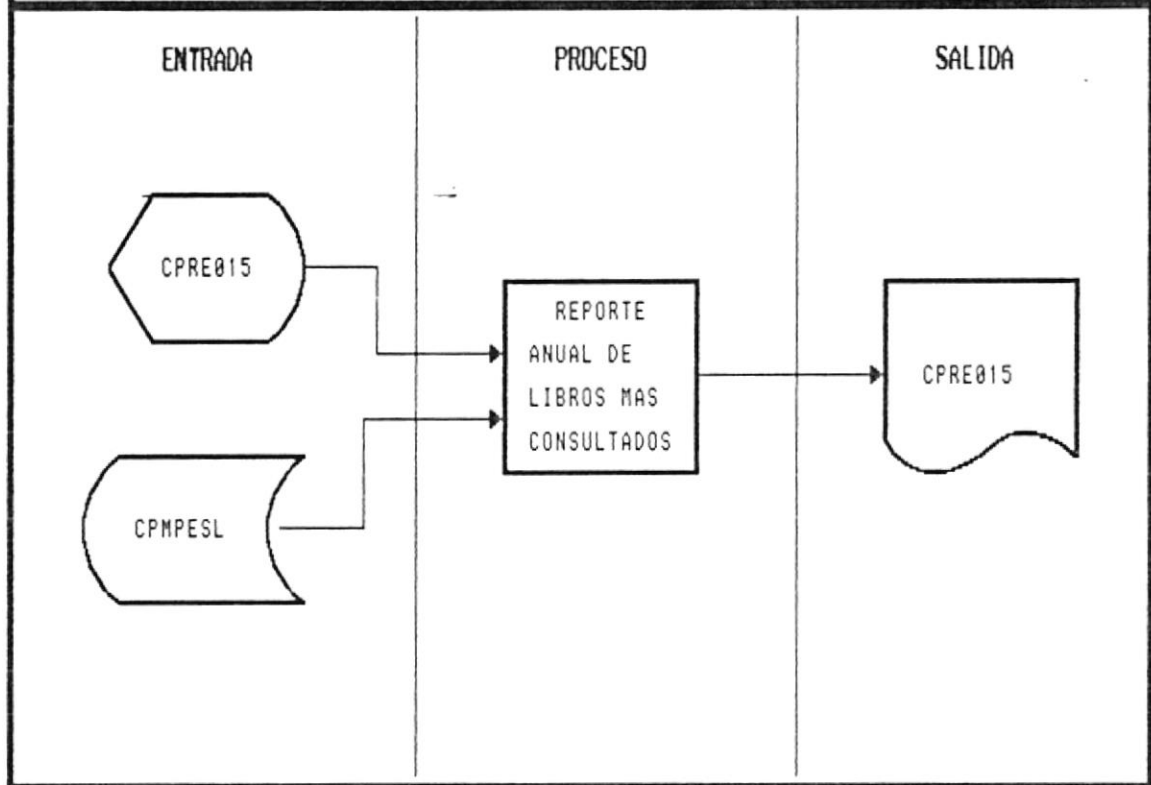 ENTRADA
PROCESO
SALIDA
CPRE015
CPMPESL
REPORTE
ANUAL DE
LIBROS MAS
CONSULTADOS
CPRE015